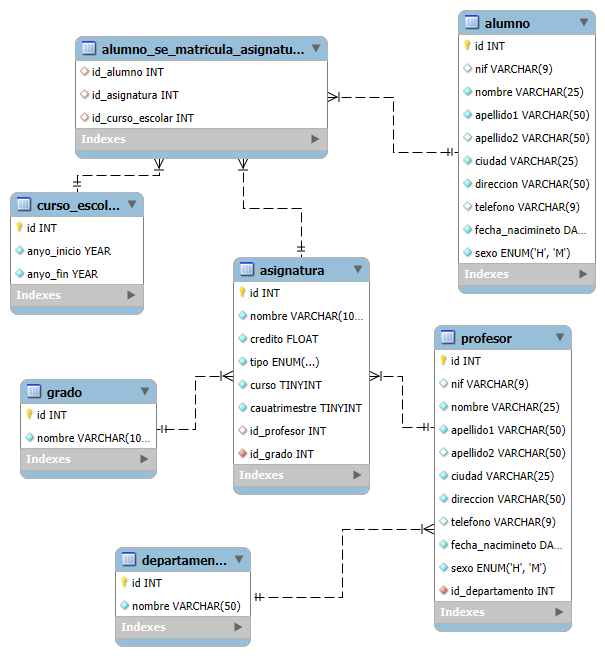 alumno_se_matricula_asignatu...
id_alumno INT
id_asignatura INT
id_curso_escolar INT
Indexes
alumno
id INT
nif VARCHAR(9)
nombre VARCHAR(25)
apellido1 VARCHAR(50)
apellido2 VARCHAR(50)
ciudad VARCHAR(25)
direccion VARCHAR(50)
telefono VARCHAR(9)
fecha_nacimineto DA...
sexo ENUM('H', 'M')
Indexes
curso_escol...
id INT
anyo_inicio YEAR
anyo_fin YEAR
Indexes
asignatura
id INT
nombre VARCHAR(10...
credito FLOAT
tipo ENUM(...)
curso TINYINT
cauatrimestre TINYINT
id_profesor INT
id_grado INT
Indexes
grado
id INT
nombre VARCHAR(10...
Indexes
profesor
id INT
nif VARCHAR(9)
nombre VARCHAR(25)
apellido1 VARCHAR(50)
apellido2 VARCHAR(50)
ciudad VARCHAR(25)
direccion VARCHAR(50)
telefono VARCHAR(9)
fecha_nacimineto DA...
sexo ENUM('H', 'M')
id_departamento INT
Indexes
departamen...
id INT
nombre VARCHAR(50)
Indexes